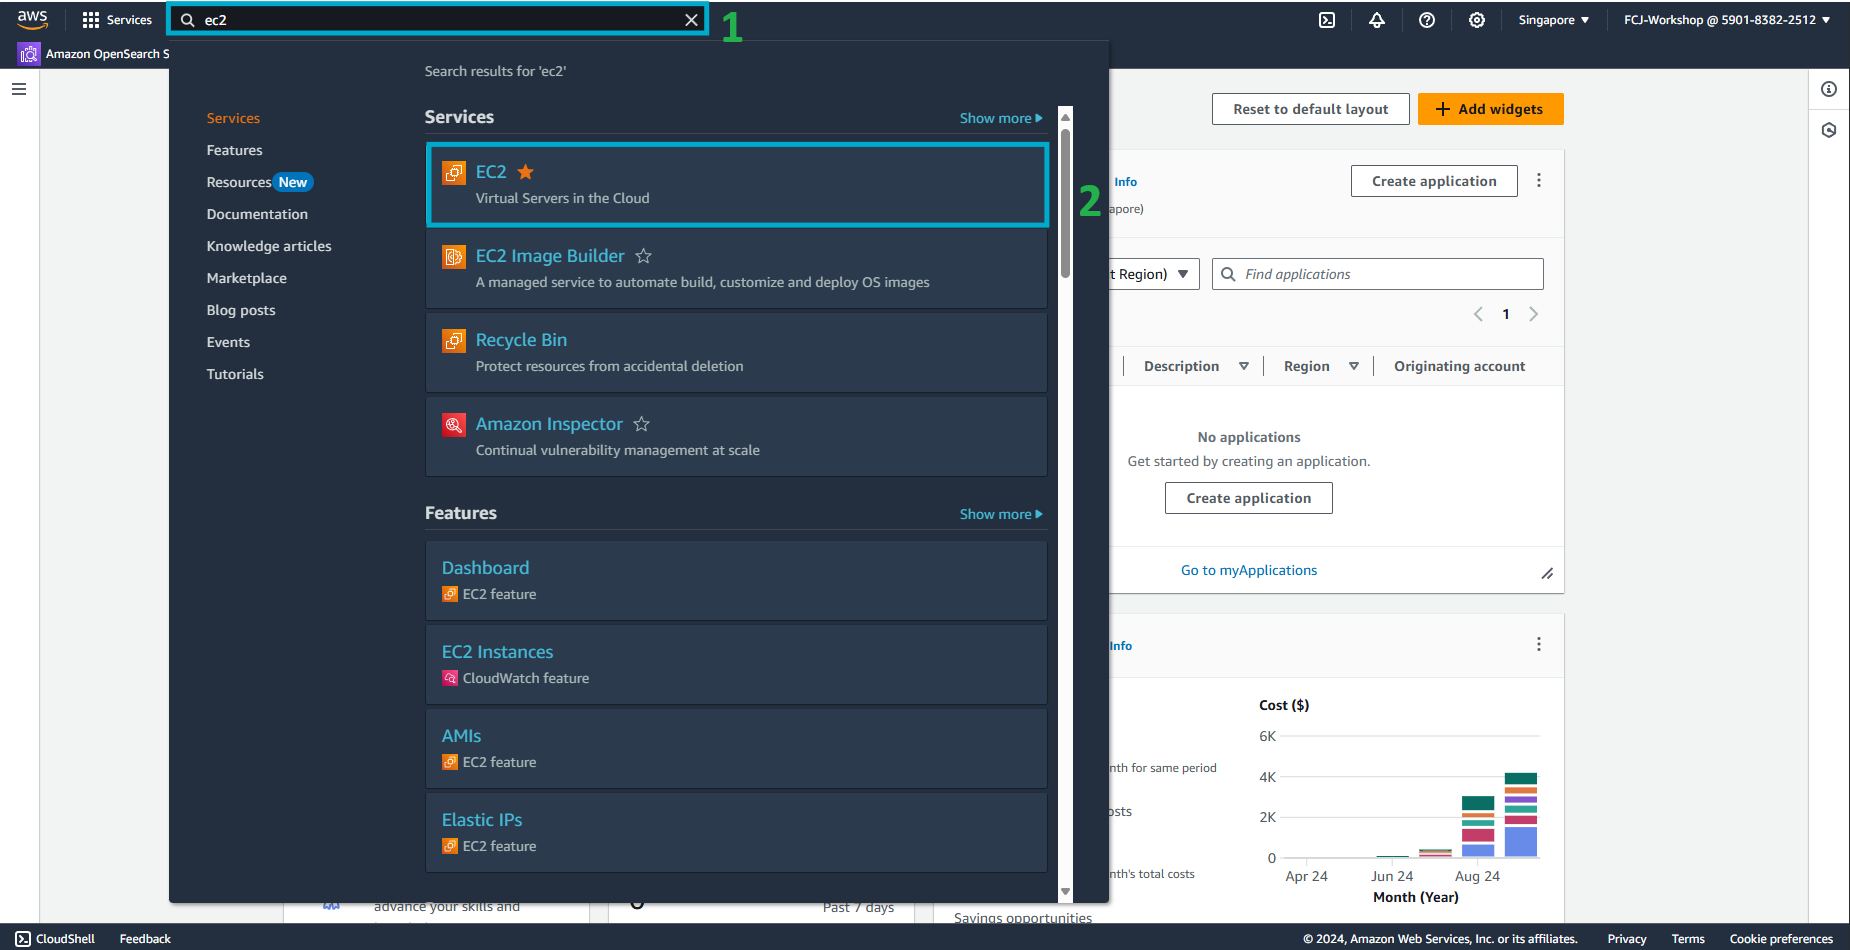 aws
Services
ec2
1
Singapore
FCJ-Workshop @ 5901-8382-2512
Amazon OpenSearch S
Search results for 'ec2'
Services
Features
Resources New
Documentation
Knowledge articles
Marketplace
Blog posts
Events
Tutorials
Services
Show more
EC2
Virtual Servers in the Cloud
2
EC2 Image Builder
A managed service to automate build, customize and deploy OS images
Recycle Bin
Protect resources from accidental deletion
Amazon Inspector
Continual vulnerability management at scale
Features
Show more
Dashboard
EC2 feature
EC2 Instances
CloudWatch feature
AMIs
EC2 feature
Elastic IPs
EC2 feature
Reset to default layout
Add widgets
Info
Create application
apore)
t Region)
Find applications
1
Description
Region
Originating account
No applications
Get started by creating an application.
Create application
Go to myApplications
Info
Cost ($)
6K
4K
2K
0
Apr 24
Jun 24
Aug 24
Month (Year)
nth for same period
osts
nth's total costs
advance your skills and
Past 7 days
Savings opportunities
CloudShell
Feedback
© 2024, Amazon Web Services, Inc. or its affiliates.
Privacy
Terms
Cookie preferences